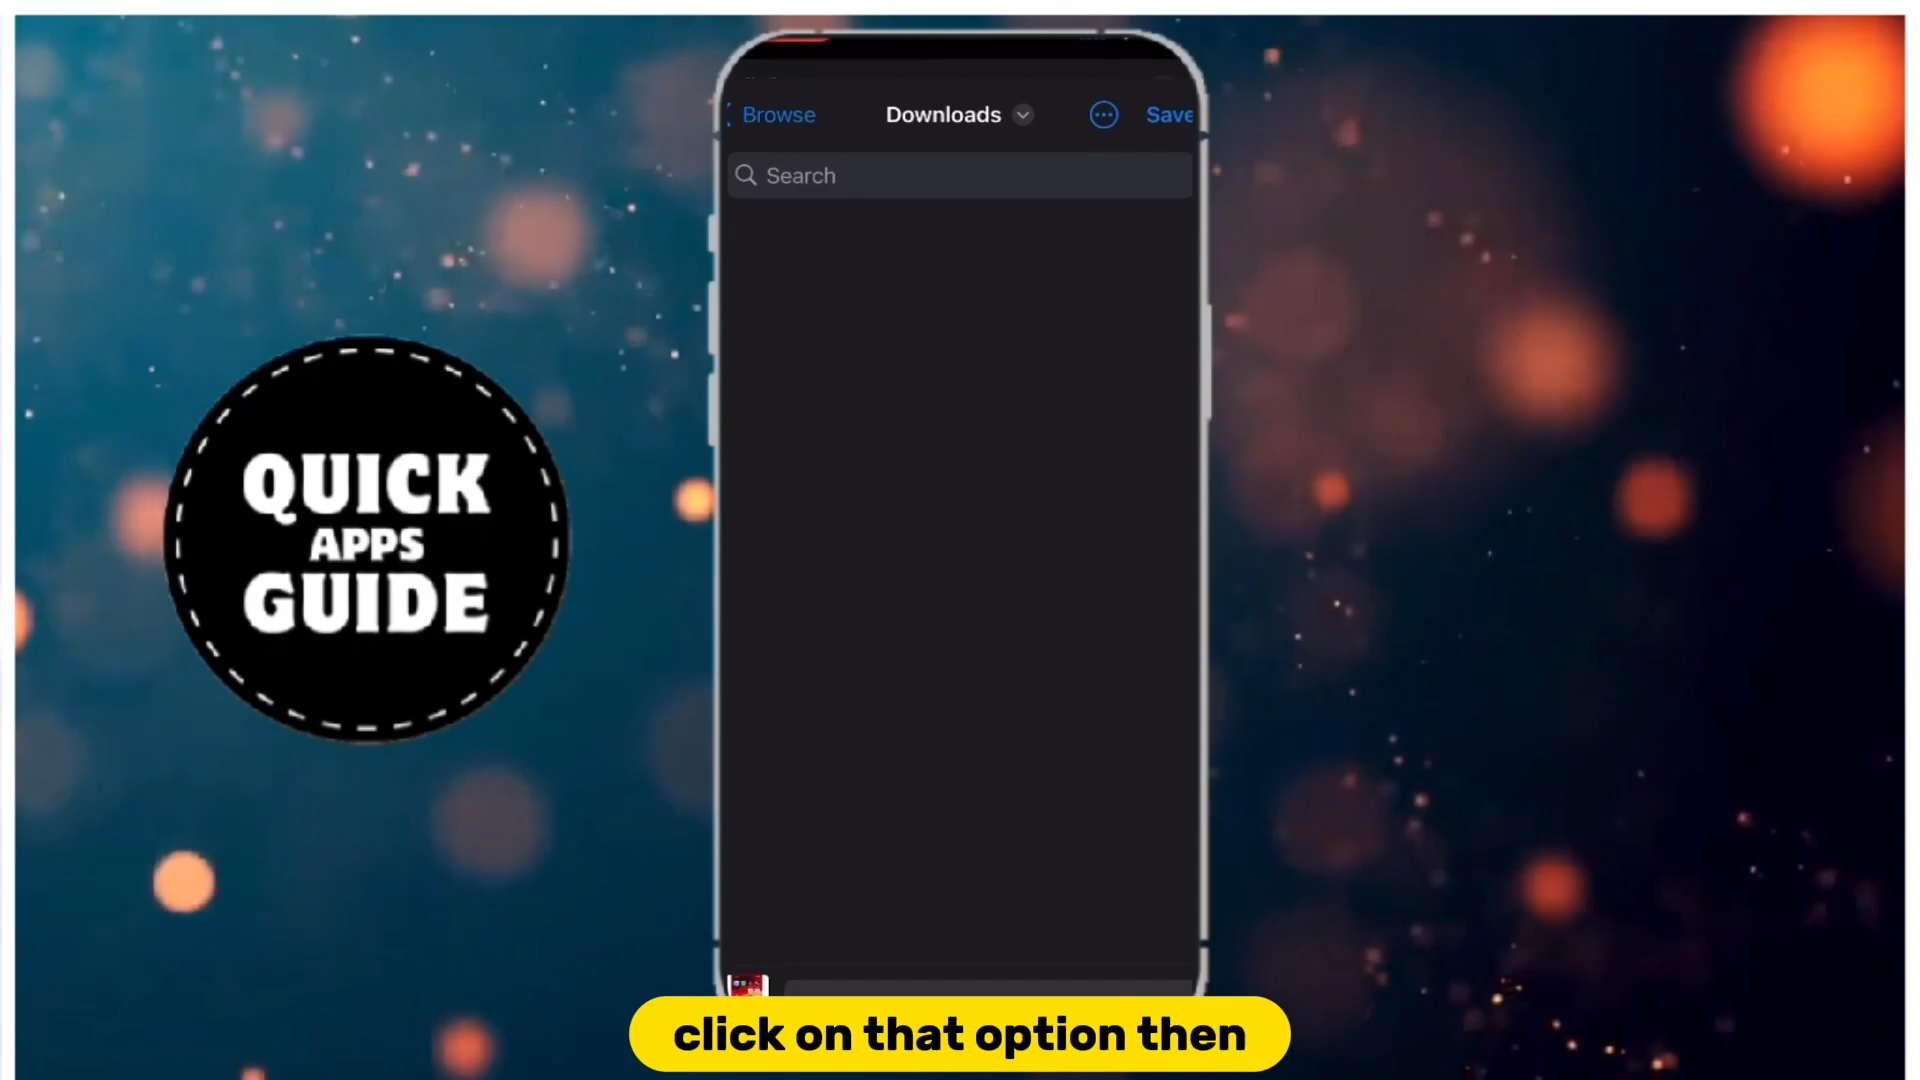 Browse
Downloads
Save
Search
QUICK
APPS
GUIDE
click on that option then